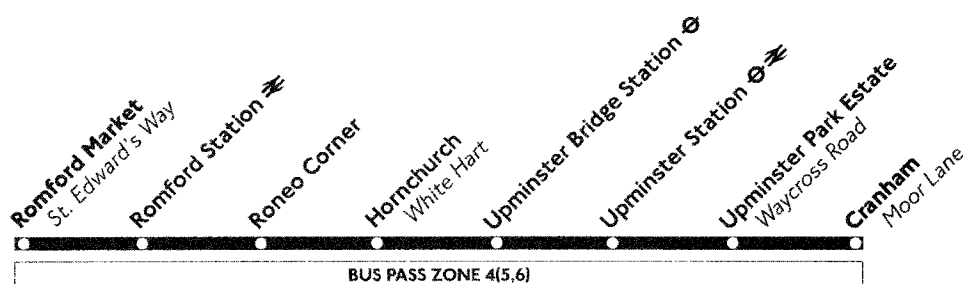 Romford Market
St. Edward's Way
Romford Station
Roneo Corner
Hornchurch
White Hart
Upminster Bridge Station
Upminster Station
Upminster Park Estate
Waycross Road
Cranham
Moor Lane
BUS PASS ZONE 4(5,6)